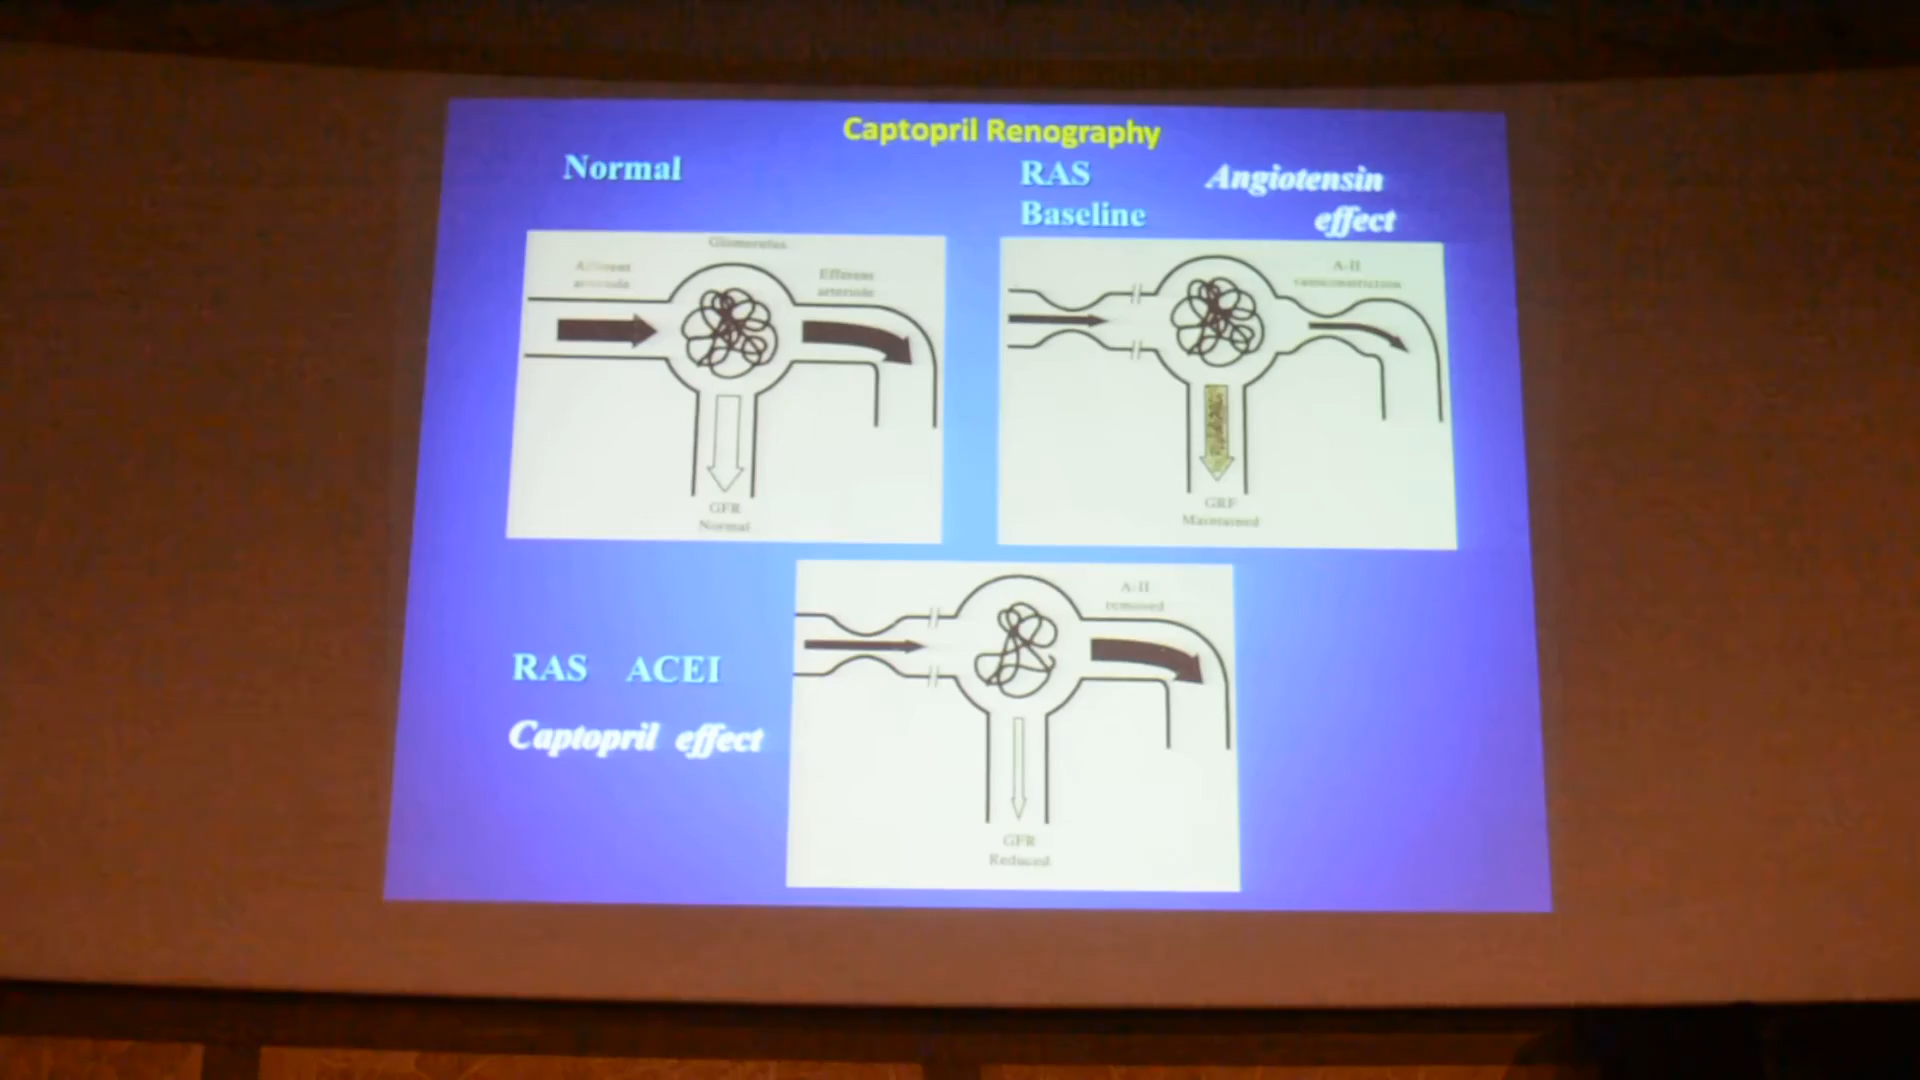 Captopril Renography
Normal
RAS
Baseline
Angiotensin
effect
Glomerulus
Afferent
arteriole
Efferent
arteriole
GFR
Normal
A-II
vasoconstriction
GRF
Maintained
RAS ACEI
Captopril effect
A-II
removed
GFR
Reduced